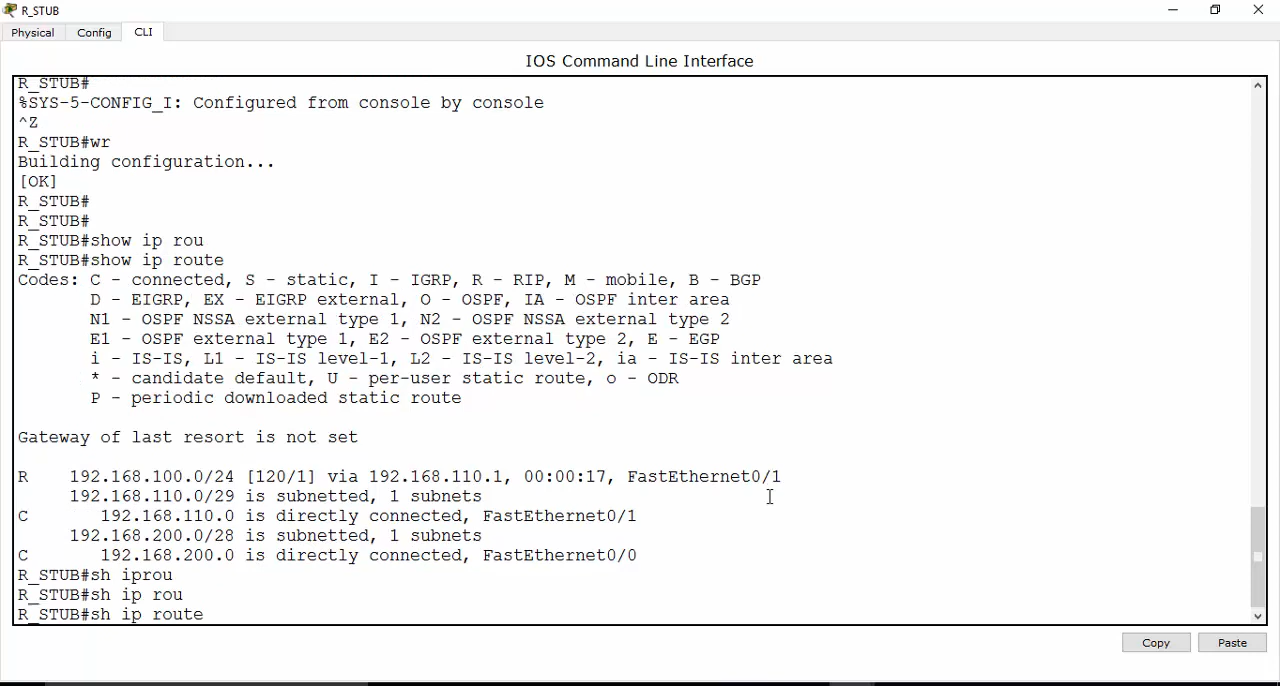 R_STUB
Physical Config CLI
IOS Command Line Interface
R_STUB#
%SYS-5-CONFIG_I: Configured from console by console
^Z
R_STUB#wr
Building configuration...
[OK]
R_STUB#
R_STUB#
R_STUB#show ip rou
R_STUB#show ip route
Codes: C - connected, S - static, I - IGRP, R - RIP, M - mobile, B - BGP
       D - EIGRP, EX - EIGRP external, O - OSPF, IA - OSPF inter area
       N1 - OSPF NSSA external type 1, N2 - OSPF NSSA external type 2
       E1 - OSPF external type 1, E2 - OSPF external type 2, E - EGP
       i - IS-IS, L1 - IS-IS level-1, L2 - IS-IS level-2, ia - IS-IS inter area
       * - candidate default, U - per-user static route, o - ODR
       P - periodic downloaded static route
Gateway of last resort is not set
R    192.168.100.0/24 [120/1] via 192.168.110.1, 00:00:17, FastEthernet0/1
     192.168.110.0/29 is subnetted, 1 subnets
C       192.168.110.0 is directly connected, FastEthernet0/1
     192.168.200.0/28 is subnetted, 1 subnets
C       192.168.200.0 is directly connected, FastEthernet0/0
R_STUB#sh iprou
R_STUB#sh ip rou
R_STUB#sh ip route
Copy Paste